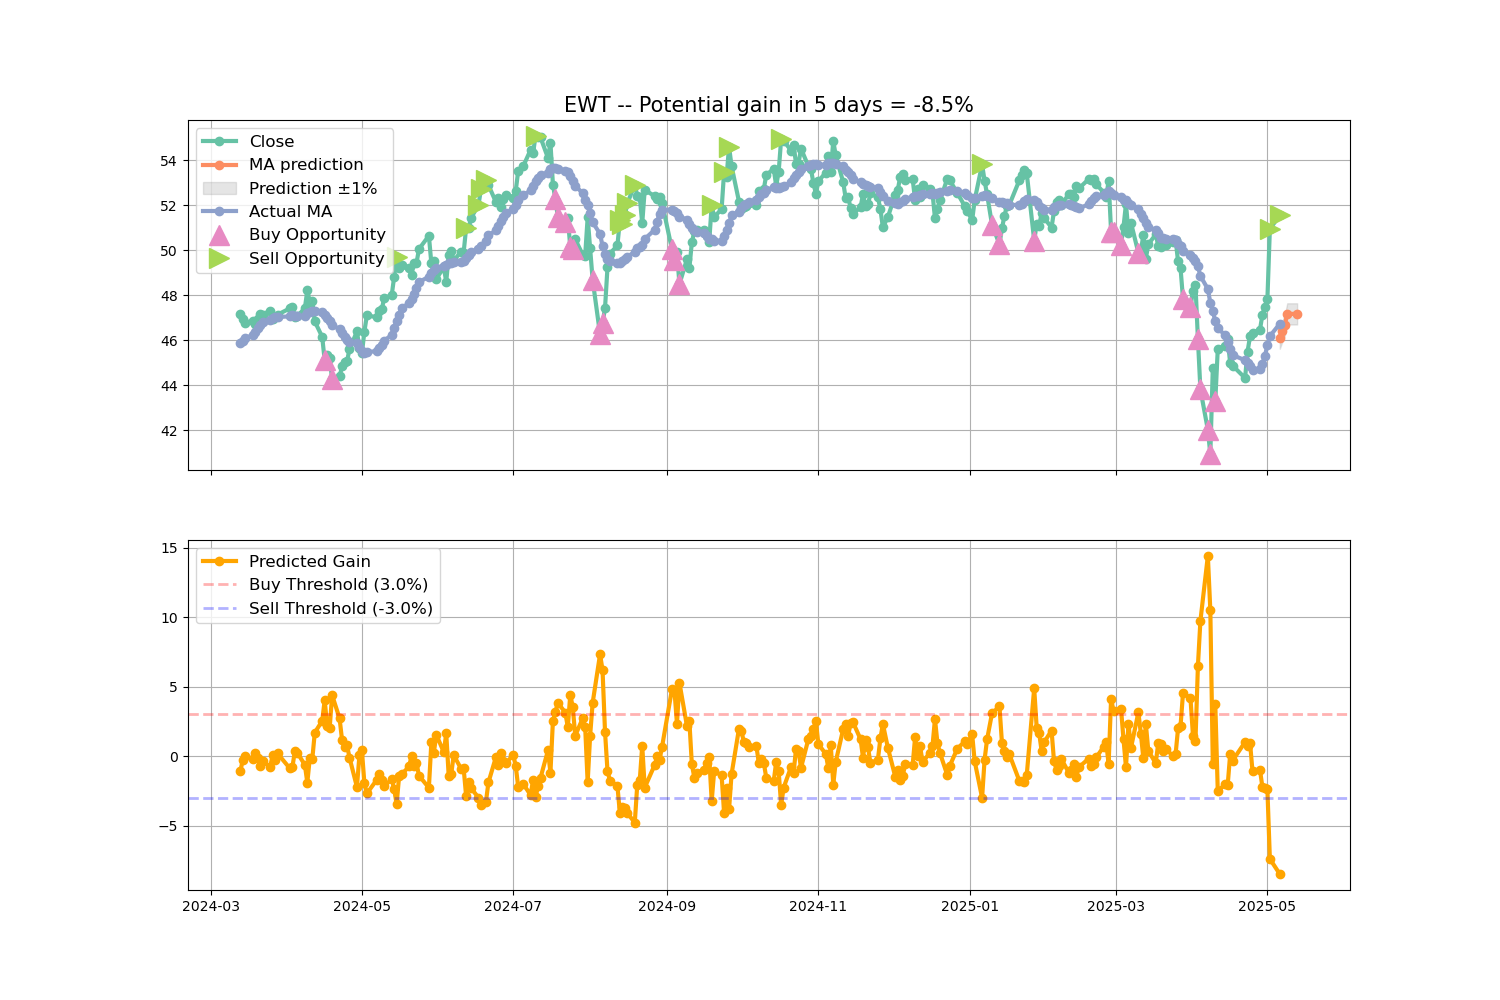 EWT -- Potential gain in 5 days = -8.5%
Close
MA prediction
Prediction ±1%
Actual MA
Buy Opportunity
Sell Opportunity
54
52
50
48
46
44
42
Predicted Gain
Buy Threshold (3.0%)
Sell Threshold (-3.0%)
15
10
5
0
−5
2024-03 2024-05 2024-07 2024-09 2024-11 2025-01 2025-03 2025-05